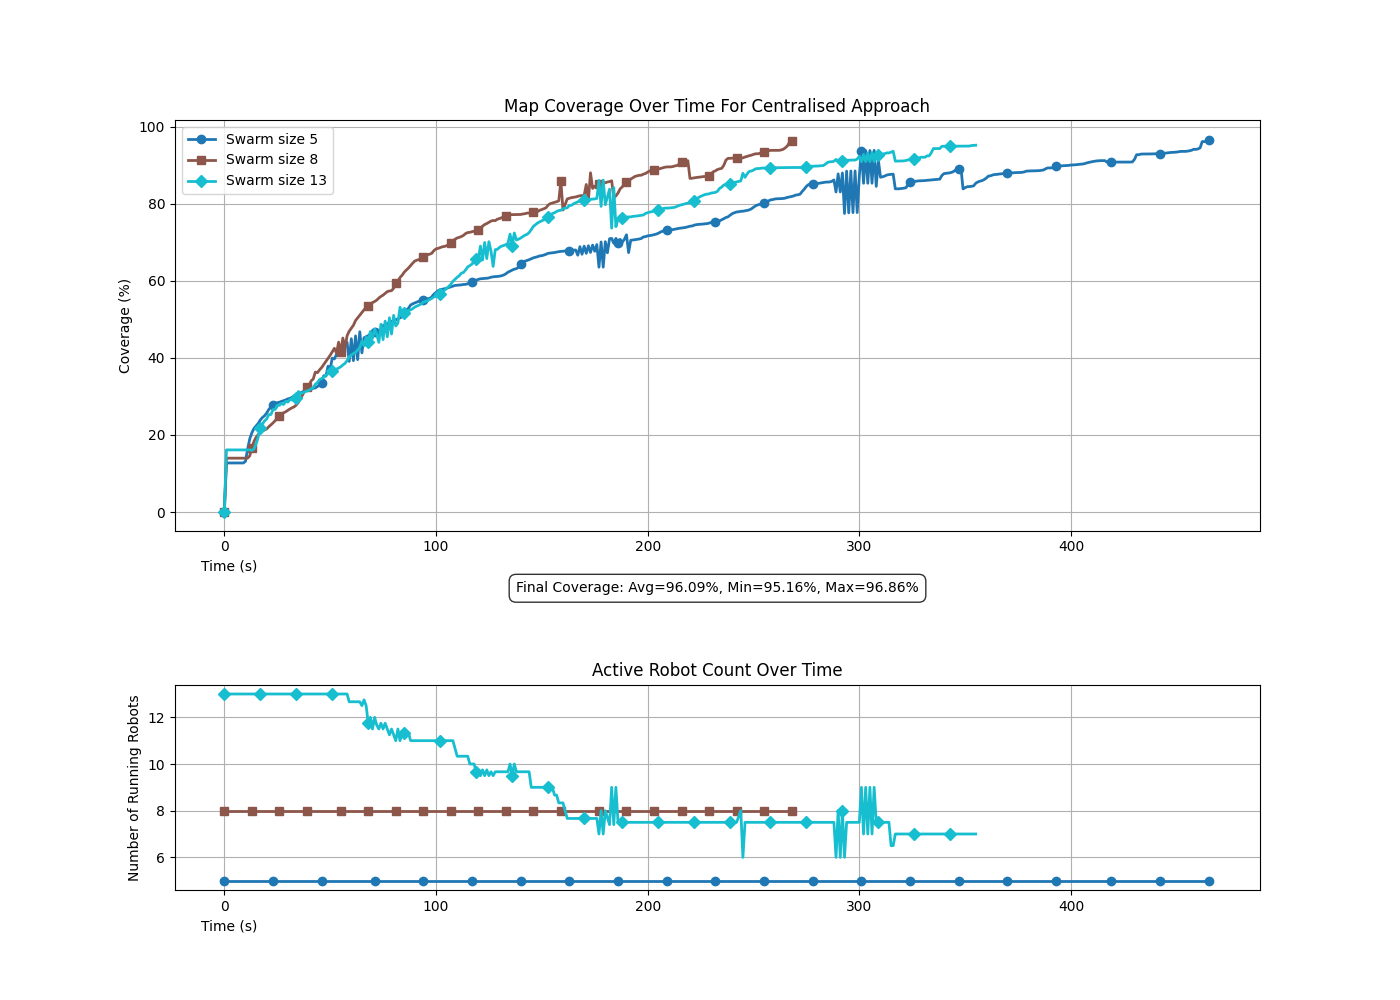 Map Coverage Over Time For Centralised Approach
Coverage (%)
100
80
60
40
20
0
Swarm size 5
Swarm size 8
Swarm size 13
0 100 200 300 400
Time (s)
Final Coverage: Avg=96.09%, Min=95.16%, Max=96.86%
Active Robot Count Over Time
Number of Running Robots
12
10
8
6
0 100 200 300 400
Time (s)